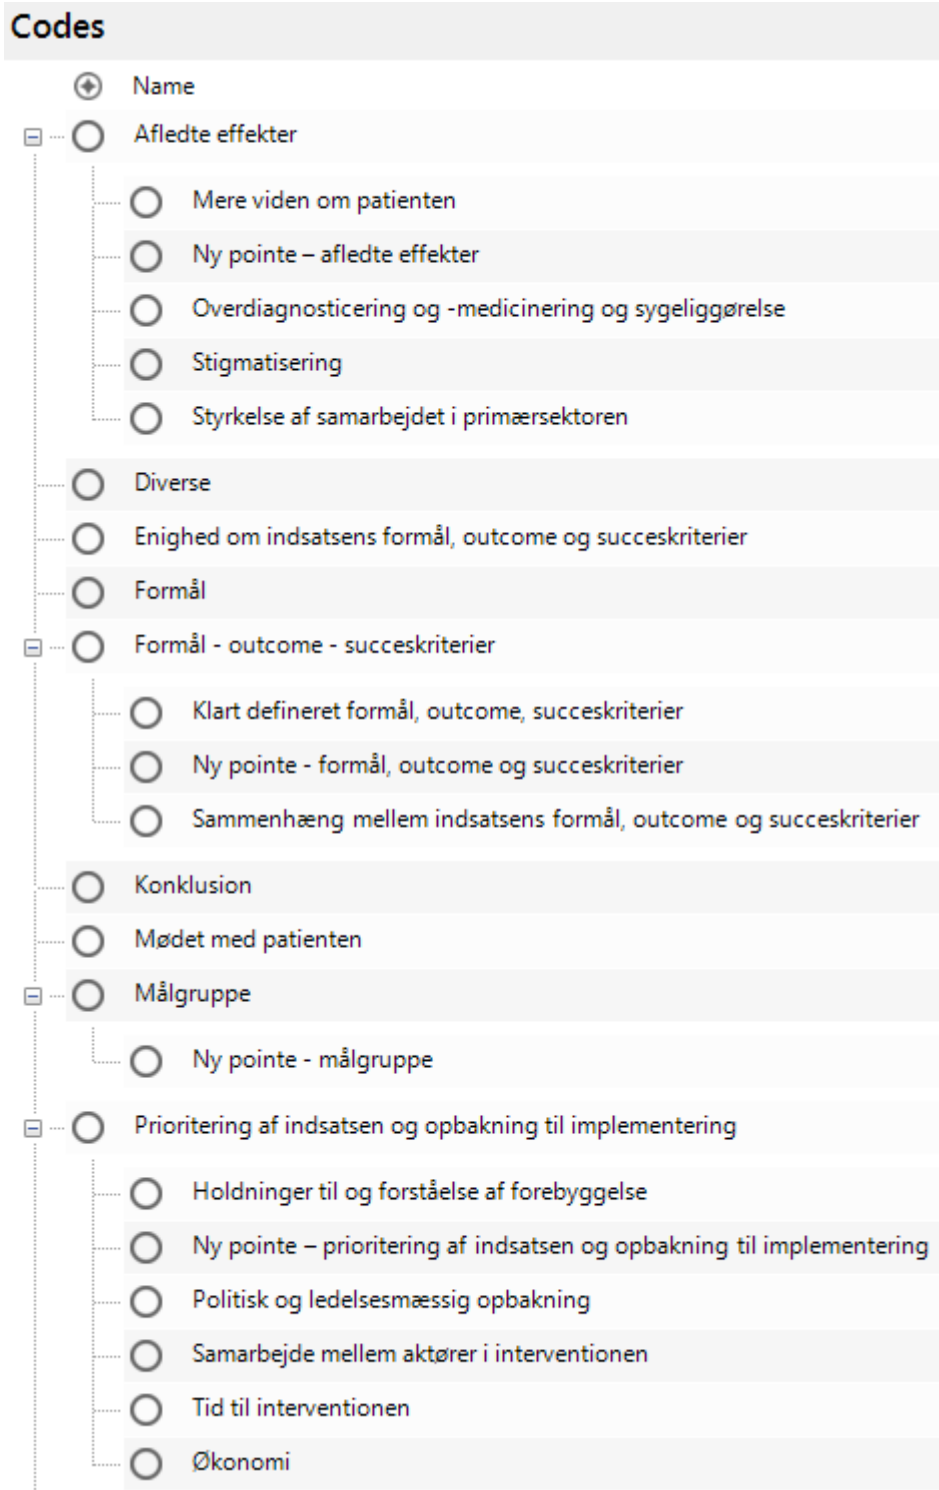 Codes
Name
Afledte effekter
Mere viden om patienten
Ny pointe – afledte effekter
Overdiagnosticering og -medicinering og sygeliggørelse
Stigmatisering
Styrkelse af samarbejdet i primærsektoren
Diverse
Enighed om indsatsens formål, outcome og succeskriterier
Formål
Formål - outcome - succeskriterier
Klart defineret formål, outcome, succeskriterier
Ny pointe - formål, outcome og succeskriterier
Sammenhæng mellem indsatsens formål, outcome og succeskriterier
Konklusion
Mødet med patienten
Målgruppe
Ny pointe - målgruppe
Prioritering af indsatsen og opbakning til implementering
Holdninger til og forståelse af forebyggelse
Ny pointe – prioritering af indsatsen og opbakning til implementering
Politisk og ledelsesmæssig opbakning
Samarbejde mellem aktører i interventionen
Tid til interventionen
Økonomi